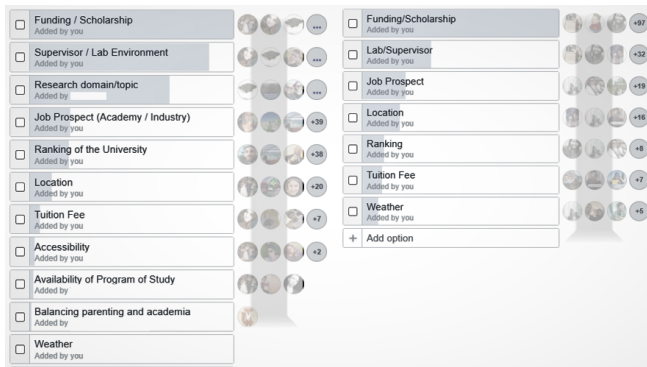 Funding / Scholarship
Added by you
...
Supervisor / Lab Environment
Added by you
...
Research domain/topic
Added by
...
Job Prospect (Academy / Industry)
Added by you
+39
Ranking of the University
Added by you
+38
Location
Added by you
+20
Tuition Fee
Added by you
+7
Accessibility
Added by you
+2
Availability of Program of Study
Added by
Balancing parenting and academia
Added by
Weather
Added by you
Funding/Scholarship
Added by you
+97
Lab/Supervisor
Added by you
+32
Job Prospect
Added by you
+19
Location
Added by you
+16
Ranking
Added by you
+8
Tuition Fee
Added by you
+7
Weather
Added by you
+5
+ Add option